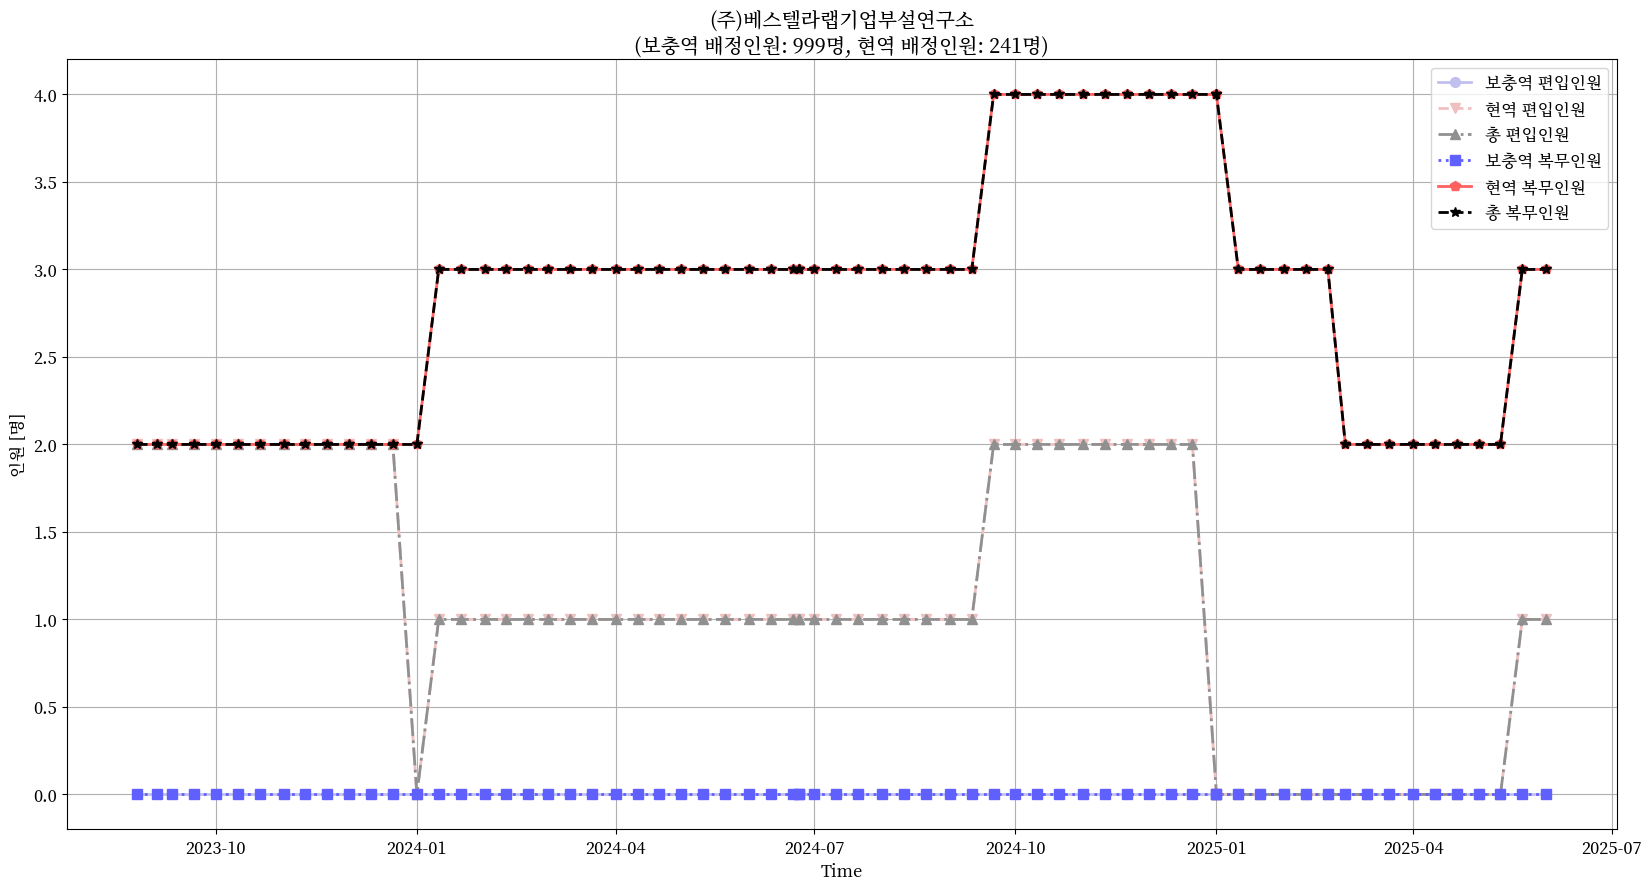 (주)베스텔라랩기업부설연구소
(보충역 배정인원: 999명, 현역 배정인원: 241명)
보충역 편입인원
현역 편입인원
총 편입인원
보충역 복무인원
현역 복무인원
총 복무인원
인원 [명]
4.0
3.5
3.0
2.5
2.0
1.5
1.0
0.5
0.0
2023-10
2024-01
2024-04
2024-07
2024-10
2025-01
2025-04
2025-07
Time